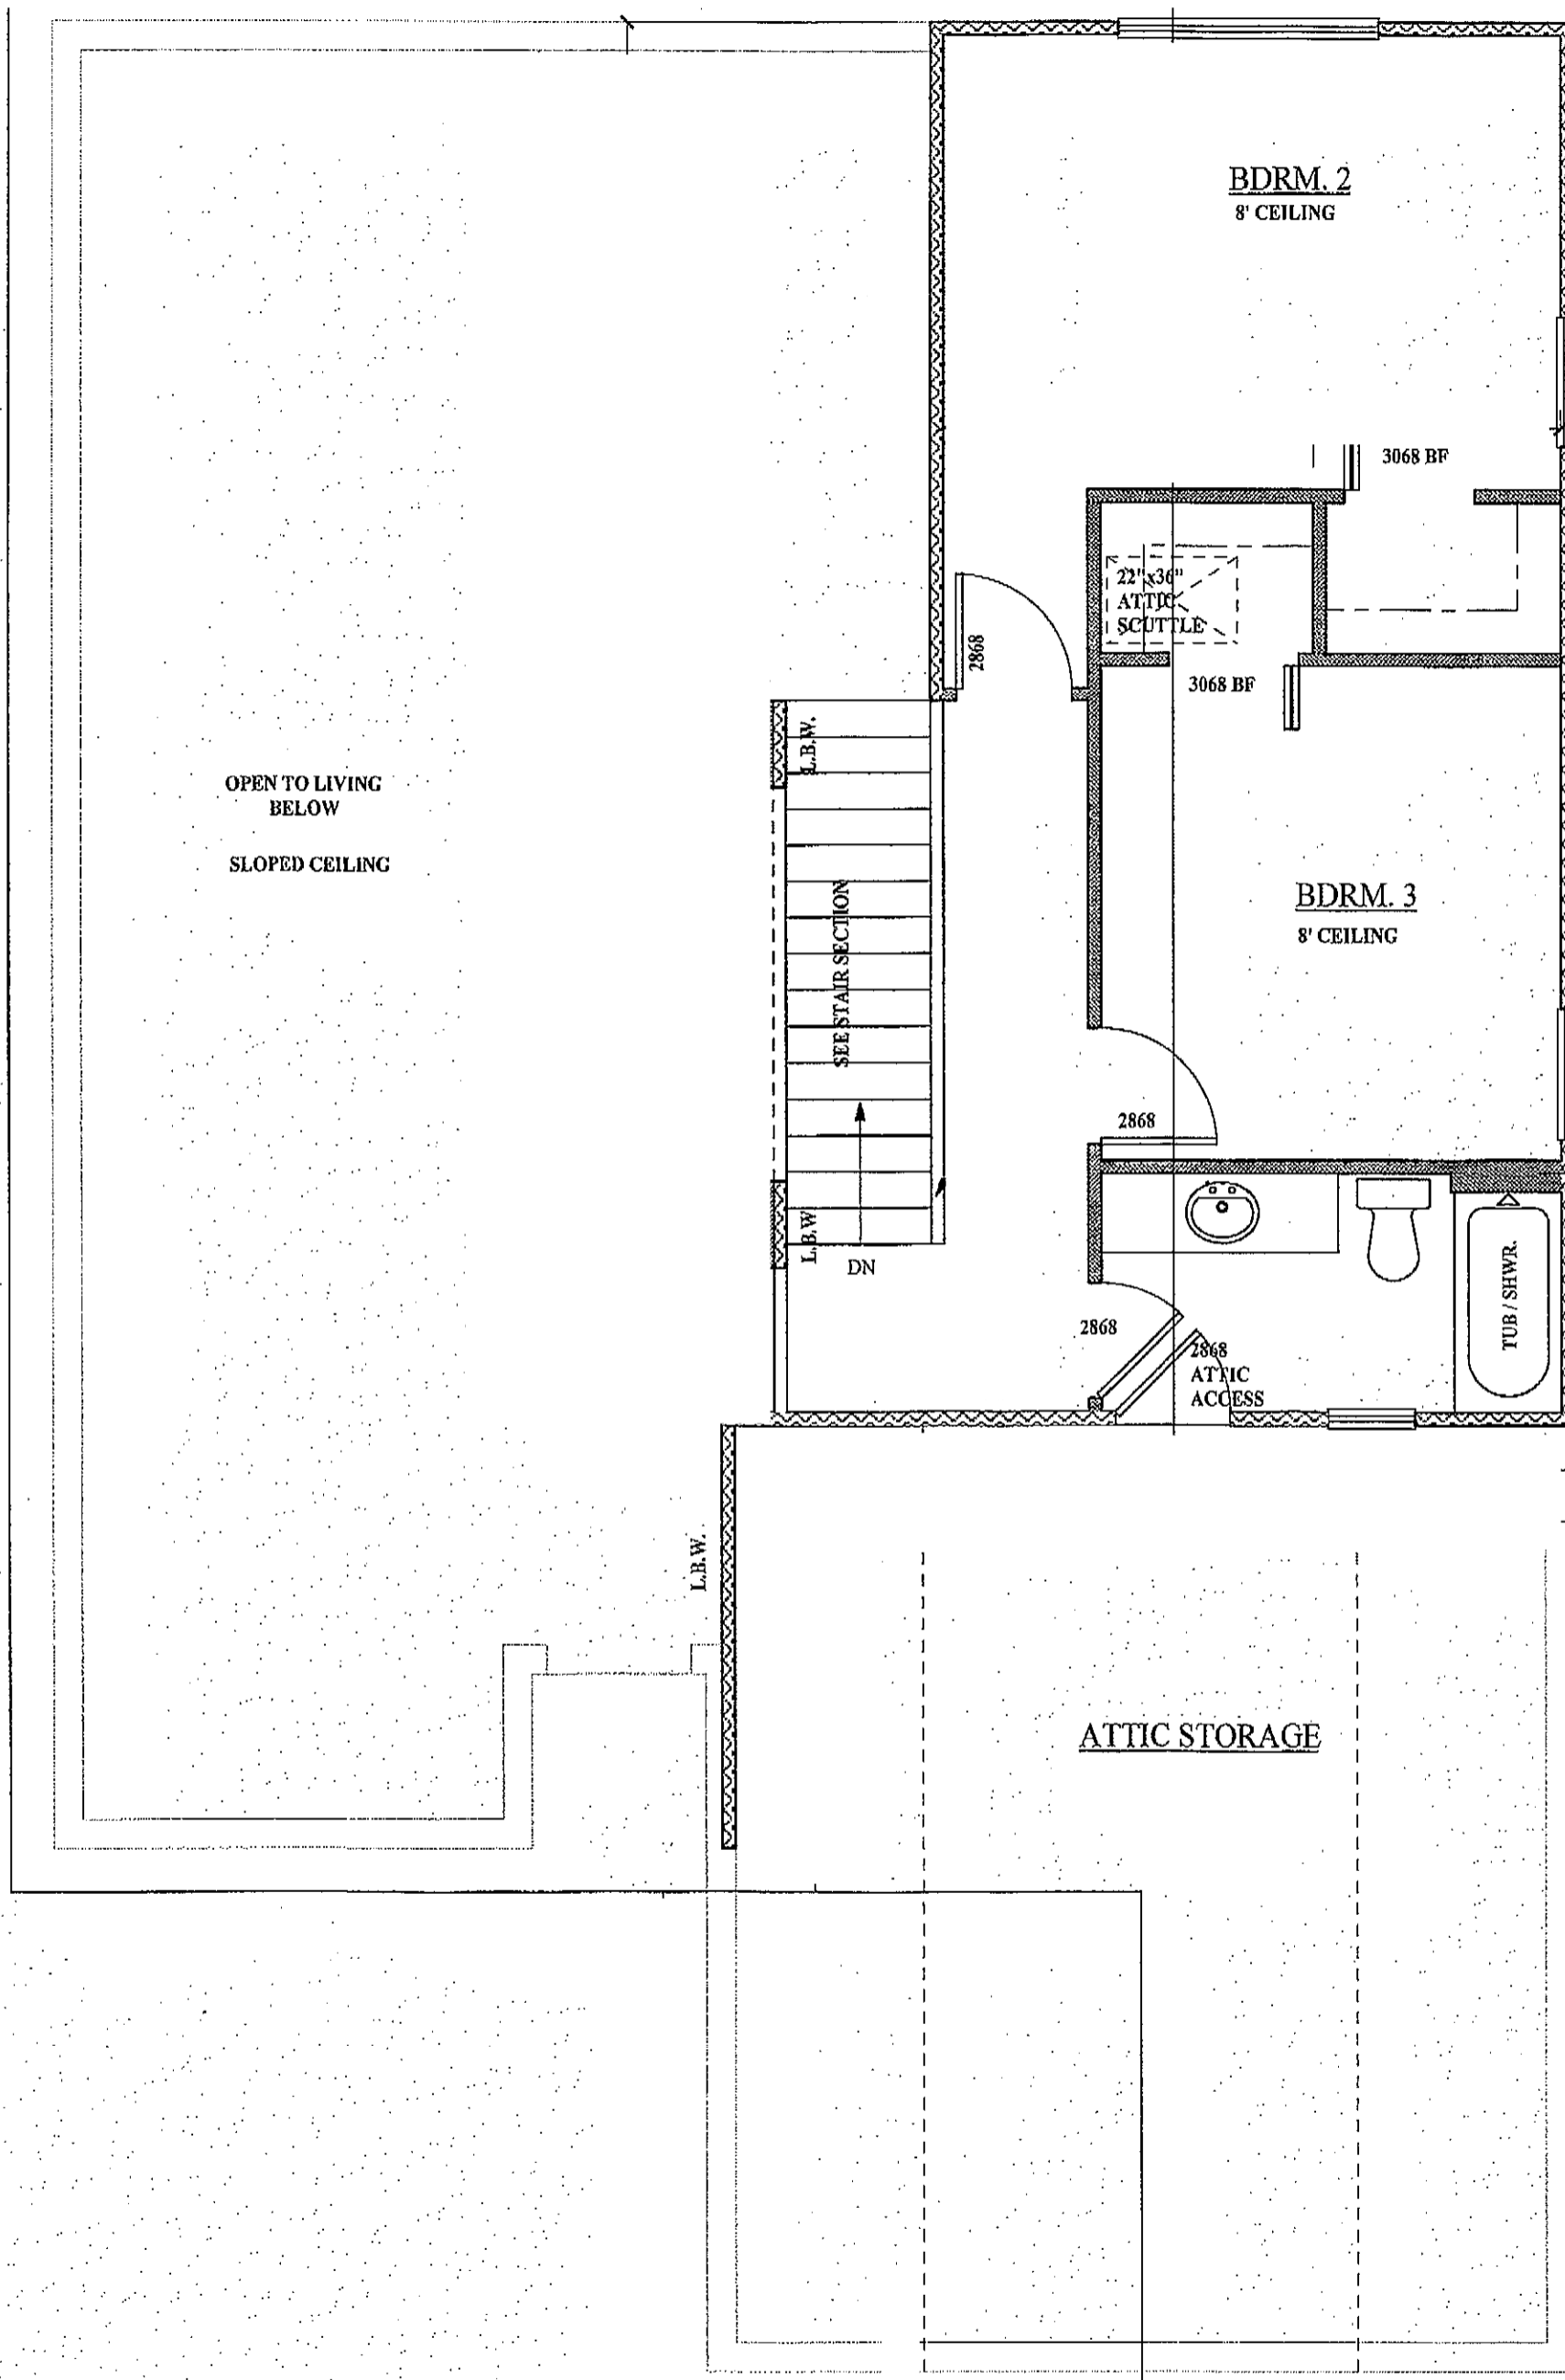 BDRM. 2
8' CEILING
3068 BF
22"x36"
ATTIC
SCUTTLE
2868
3068 BF
L.B.W.
OPEN TO LIVING
BELOW
SLOPED CEILING
SEE STAIR SECTION
BDRM. 3
8' CEILING
2868
L.B.W
DN
TUB / SHWR.
2868
2868
ATTIC
ACCESS
L.B.W.
ATTIC STORAGE